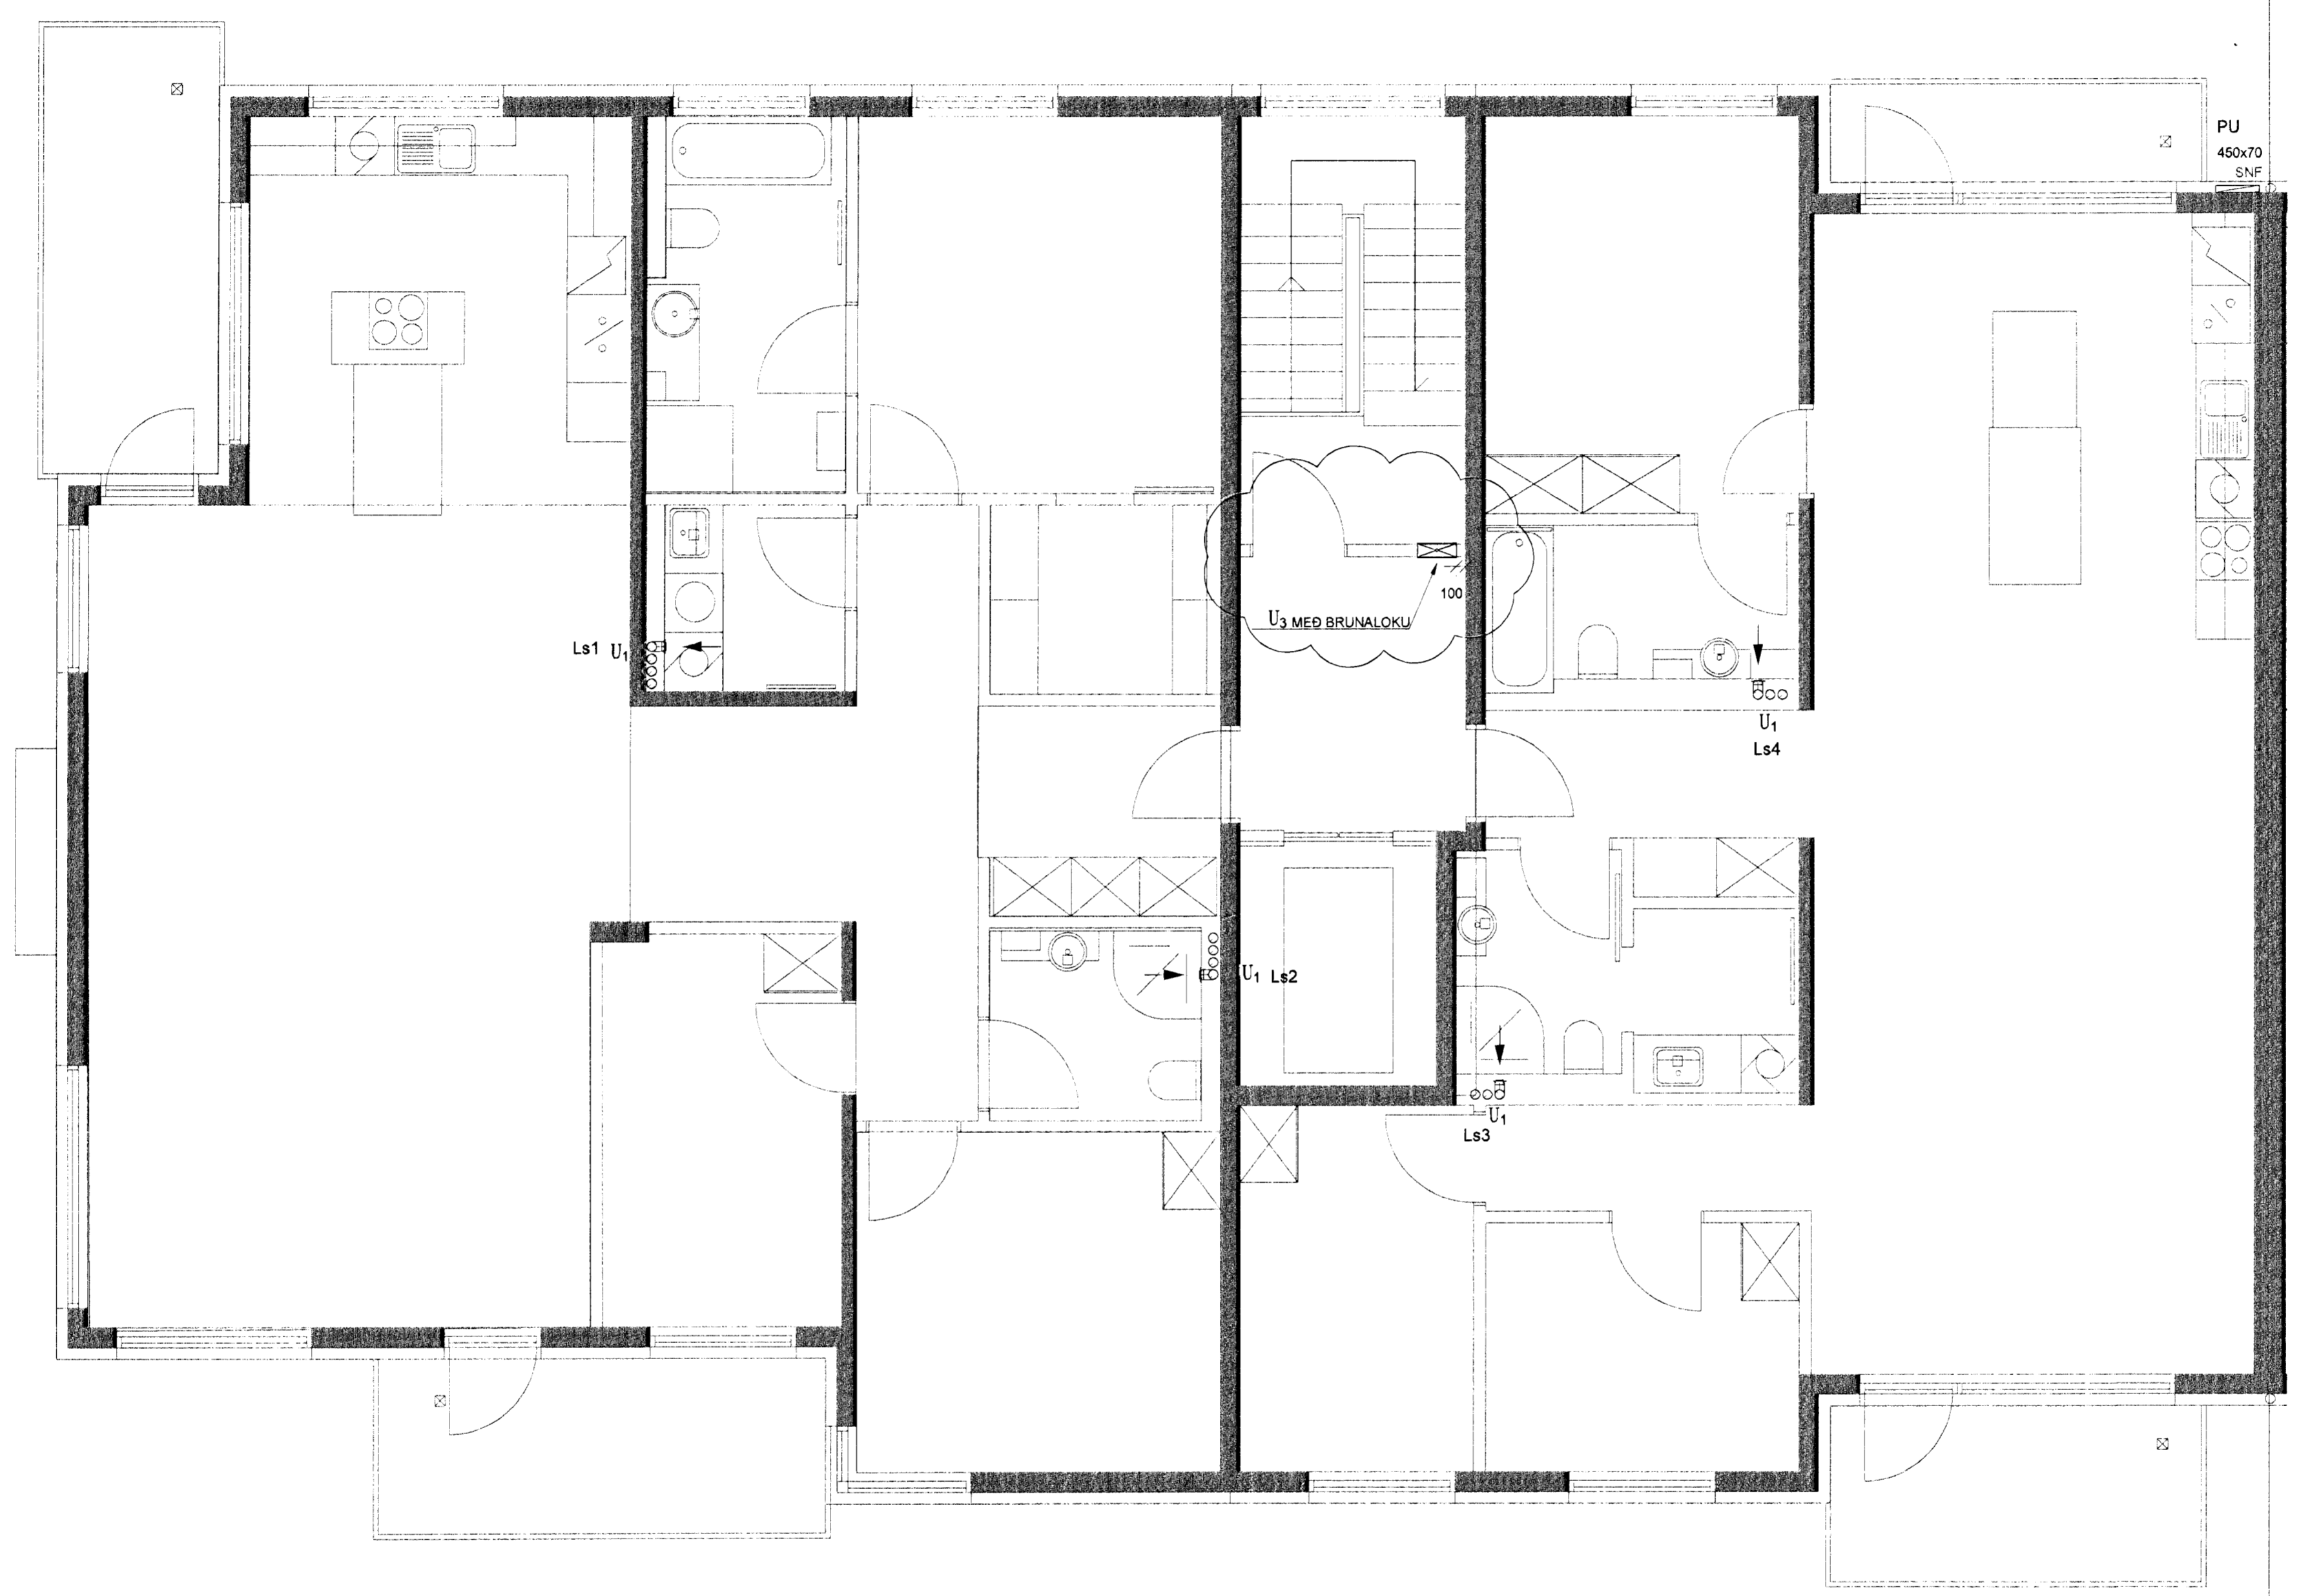 PU
450x70
SNF
100
U3 MEÐ BRUNALOKU
Ls1 U1
U1
Ls4
U1 Ls2
U1
Ls3